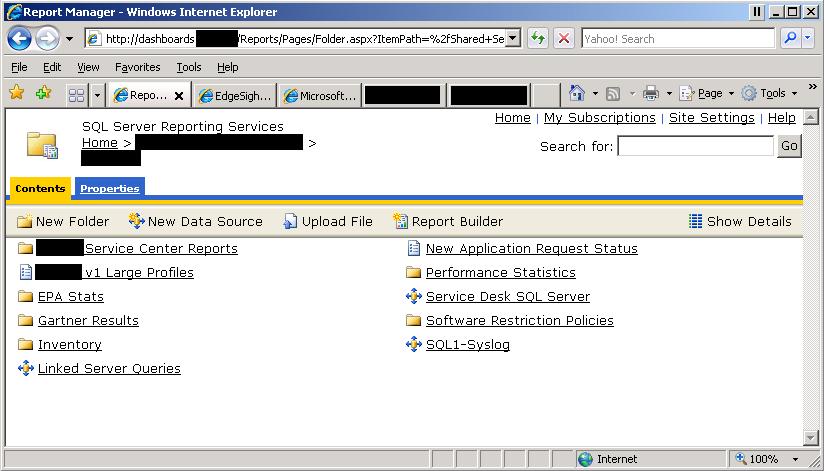 Report Manager - Windows Internet Explorer
http://dashboards /Reports/Pages/Folder.aspx?ItemPath=%2fShared+Se
Yahoo! Search
File Edit View Favorites Tools Help
Repo... EdgeSigh... Microsoft... Page Tools
Home | My Subscriptions | Site Settings | Help
SQL Server Reporting Services
Home > >
Search for: Go
Contents Properties
New Folder New Data Source Upload File Report Builder Show Details
Service Center Reports
v1 Large Profiles
EPA Stats
Gartner Results
Inventory
Linked Server Queries
New Application Request Status
Performance Statistics
Service Desk SQL Server
Software Restriction Policies
SQL1-Syslog
Internet 100%